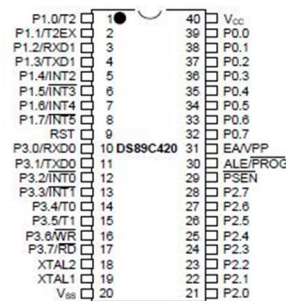 P1.0/T2 1 40 Vcc
P1.1/T2EX 2 39 P0.0
P1.2/RXD1 3 38 P0.1
P1.3/TXD1 4 37 P0.2
P1.4/INT2 5 36 P0.3
P1.5/INT3 6 35 P0.4
P1.6/INT4 7 34 P0.5
P1.7/INT5 8 33 P0.6
RST 9 32 P0.7
P3.0/RXD0 10 DS89C420 31 EA/VPP
P3.1/TXD0 11 30 ALE/PROG
P3.2/INT0 12 29 PSEN
P3.3/INT1 13 28 P2.7
P3.4/T0 14 27 P2.6
P3.5/T1 15 26 P2.5
P3.6/WR 16 25 P2.4
P3.7/RD 17 24 P2.3
XTAL2 18 23 P2.2
XTAL1 19 22 P2.1
Vss 20 21 P2.0